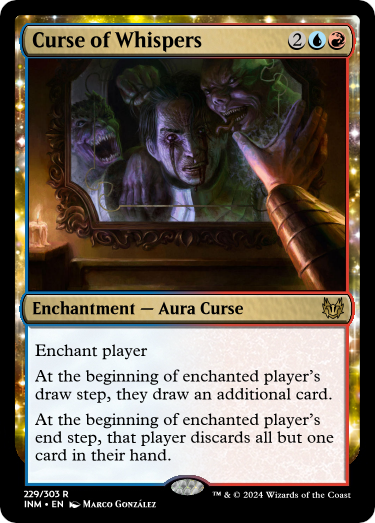 Curse of Whispers 2
Enchantment — Aura Curse
Enchant player
At the beginning of enchanted player's
draw step, they draw an additional card.
At the beginning of enchanted player's
end step, that player discards all but one
card in their hand.
229/303 R ™ & © 2024 Wizards of the Coast
INM • EN Marco González